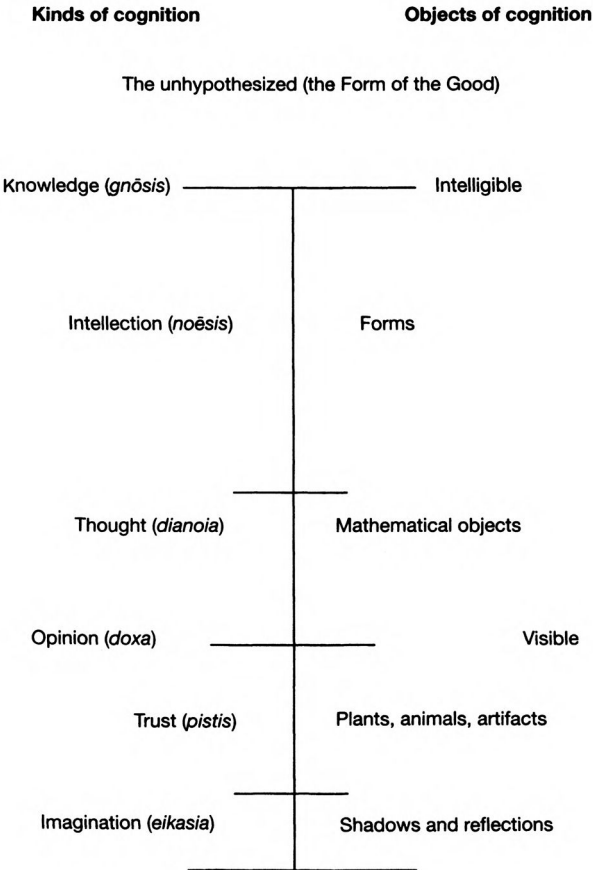 Kinds of cognition Objects of cognition
The unhypothesized (the Form of the Good)
Knowledge (gnōsis) Intelligible
Intellection (noēsis) Forms
Thought (dianoia) Mathematical objects
Opinion (doxa) Visible
Trust (pistis) Plants, animals, artifacts
Imagination (eikasia) Shadows and reflections